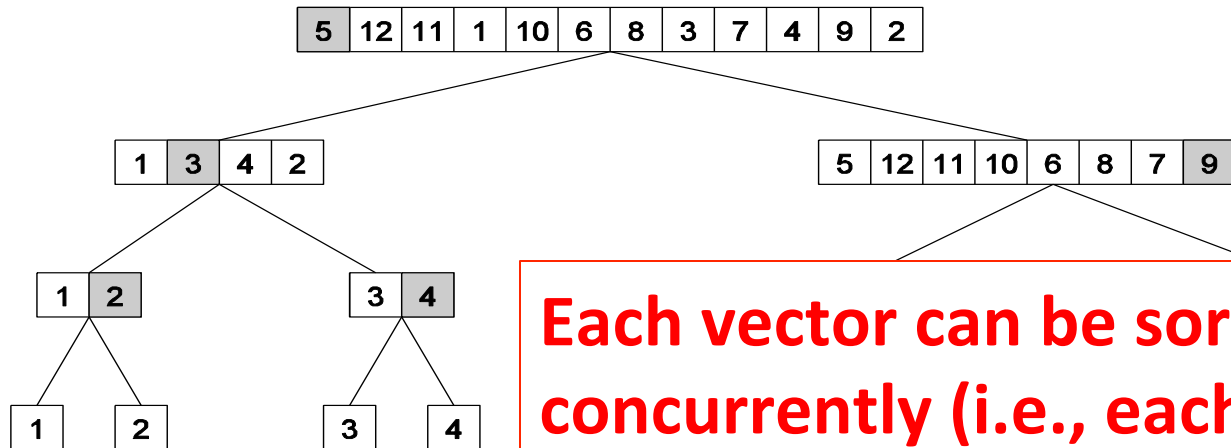 5 12 11 1 10 6 8 3 7 4 9 2
1 3 4 2
5 12 11 10 6 8 7 9
1 2
3 4
Each vector can be sor
concurrently (i.e., each
1
2
3
4